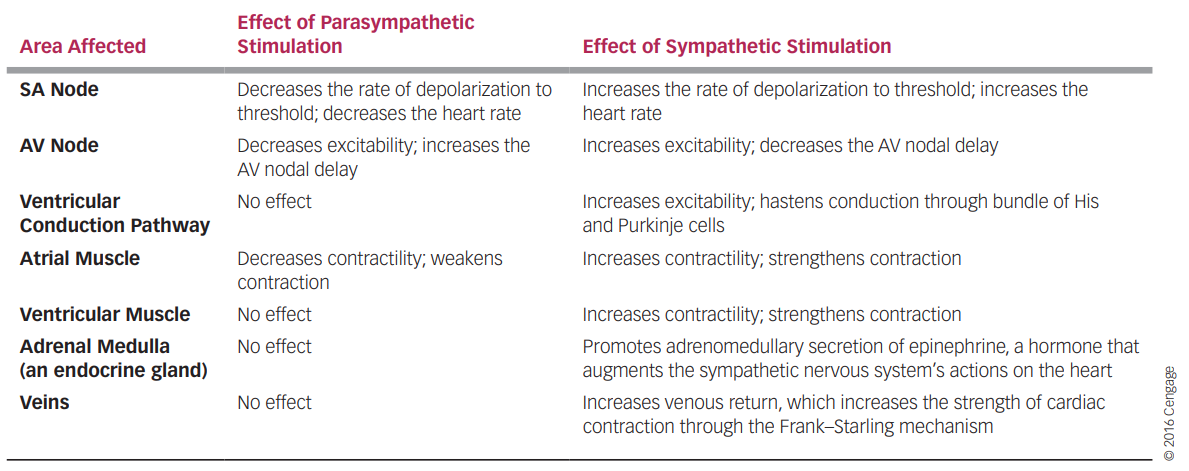 Area Affected
Effect of Parasympathetic
Stimulation
Effect of Sympathetic Stimulation
SA Node
Decreases the rate of depolarization to
threshold; decreases the heart rate
Increases the rate of depolarization to threshold; increases the
heart rate
AV Node
Decreases excitability; increases the
AV nodal delay
Increases excitability; decreases the AV nodal delay
Ventricular
Conduction Pathway
No effect
Increases excitability; hastens conduction through bundle of His
and Purkinje cells
Atrial Muscle
Decreases contractility; weakens
contraction
Increases contractility; strengthens contraction
Ventricular Muscle
No effect
Increases contractility; strengthens contraction
Adrenal Medulla
(an endocrine gland)
No effect
Promotes adrenomedullary secretion of epinephrine, a hormone that
augments the sympathetic nervous system’s actions on the heart
Veins
No effect
Increases venous return, which increases the strength of cardiac
contraction through the Frank–Starling mechanism
© 2016 Cengage